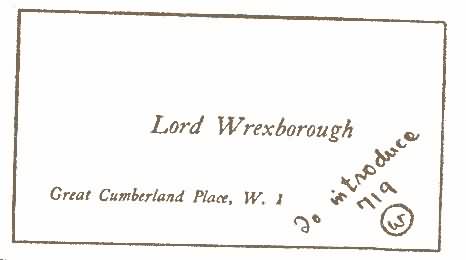 Lord Wrexborough
Great Cumberland Place, W. 1
To introduce
719
W